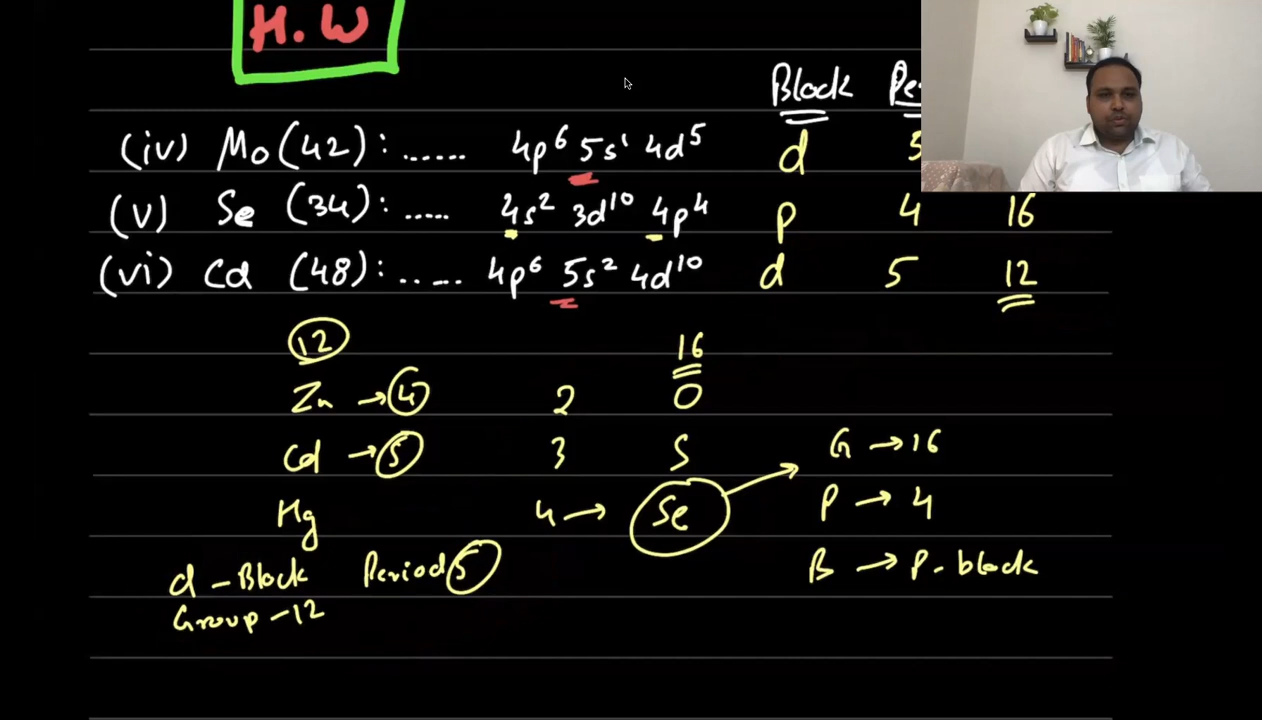 H.W
Block Pe
(iv) Mo (42): ...... 4p⁶ 5s¹ 4d⁵ d 5
(v) Se (34): ..... 4s² 3d¹⁰ 4p⁴ p 4 16
(vi) Cd (48): ...... 4p⁶ 5s² 4d¹⁰ d 5 12
12 16
Zn → 4 2 O
Cd → 5 3 S G → 16
Hg 4 → Se P → 4
d - Block Period 5 B → P - block
Group - 12